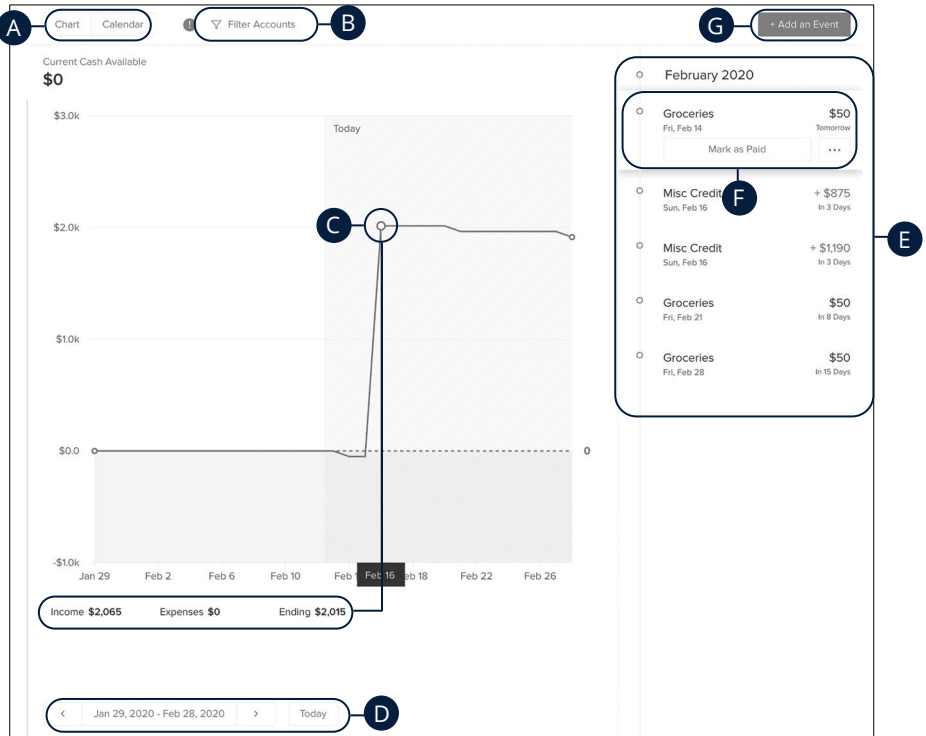 A
Chart
Calendar
!
Filter Accounts
B
G
+ Add an Event
Current Cash Available
$0
$3.0k
$2.0k
$1.0k
$0.0
-$1.0k
Today
C
0
Jan 29
Feb 2
Feb 6
Feb 10
Feb 1
Feb 16
eb 18
Feb 22
Feb 26
Income $2,065
Expenses $0
Ending $2,015
< Jan 29, 2020 - Feb 28, 2020 >
Today
D
February 2020
Groceries $50
Fri, Feb 14 Tomorrow
Mark as Paid ...
F
Misc Credit + $875
Sun, Feb 16 In 3 Days
E
Misc Credit + $1,190
Sun, Feb 16 In 3 Days
Groceries $50
Fri, Feb 21 In 8 Days
Groceries $50
Fri, Feb 28 In 15 Days